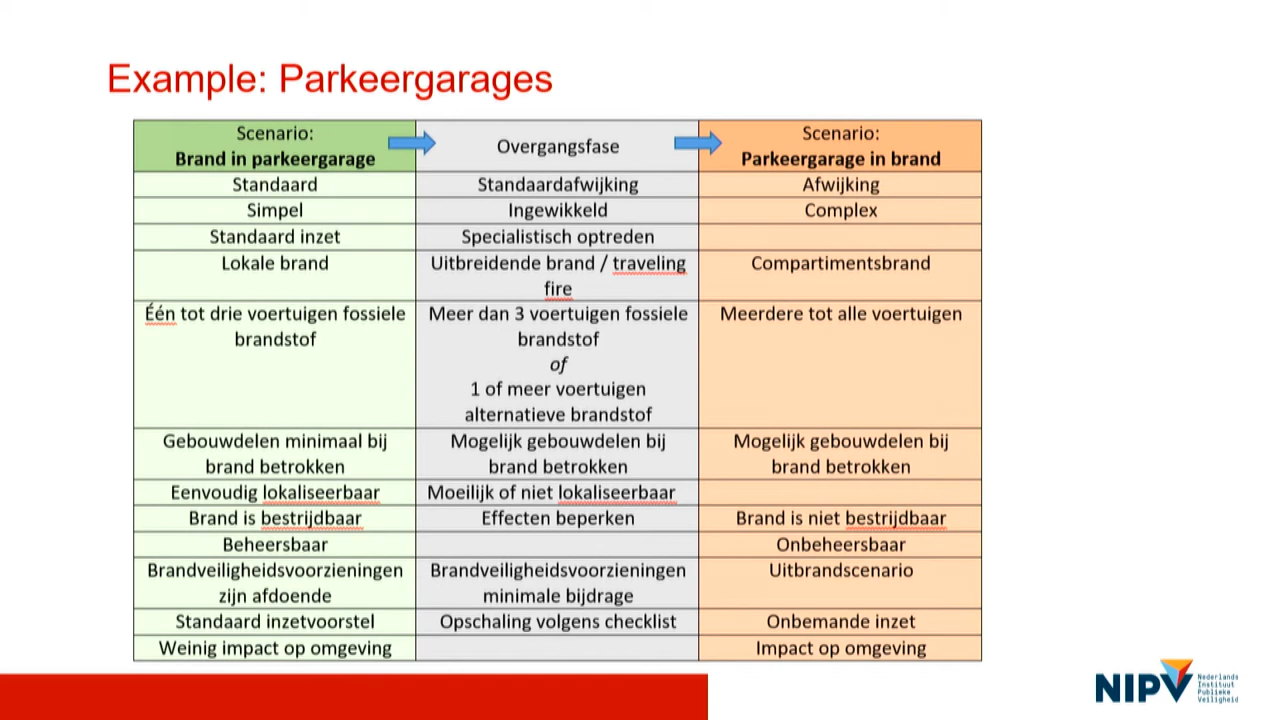 Example: Parkeergarages
Scenario:
Brand in parkeergarage
Overgangsfase
Scenario:
Parkeergarage in brand
Standaard
Standaardafwijking
Afwijking
Simpel
Ingewikkeld
Complex
Standaard inzet
Specialistisch optreden
Lokale brand
Uitbreidende brand / traveling
fire
Compartimentsbrand
Één tot drie voertuigen fossiele
brandstof
Meer dan 3 voertuigen fossiele
brandstof
of
1 of meer voertuigen
alternatieve brandstof
Meerdere tot alle voertuigen
Gebouwdelen minimaal bij
brand betrokken
Mogelijk gebouwdelen bij
brand betrokken
Mogelijk gebouwdelen bij
brand betrokken
Eenvoudig lokaliseerbaar
Moeilijk of niet lokaliseerbaar
Brand is bestrijdbaar
Effecten beperken
Brand is niet bestrijdbaar
Beheersbaar
Onbeheersbaar
Brandveiligheidsvoorzieningen
zijn afdoende
Brandveiligheidsvoorzieningen
minimale bijdrage
Uitbrandscenario
Standaard inzetvoorstel
Opschaling volgens checklist
Onbemande inzet
Weinig impact op omgeving
Impact op omgeving
NIPV
Nederlands
Instituut
Publieke
Veiligheid